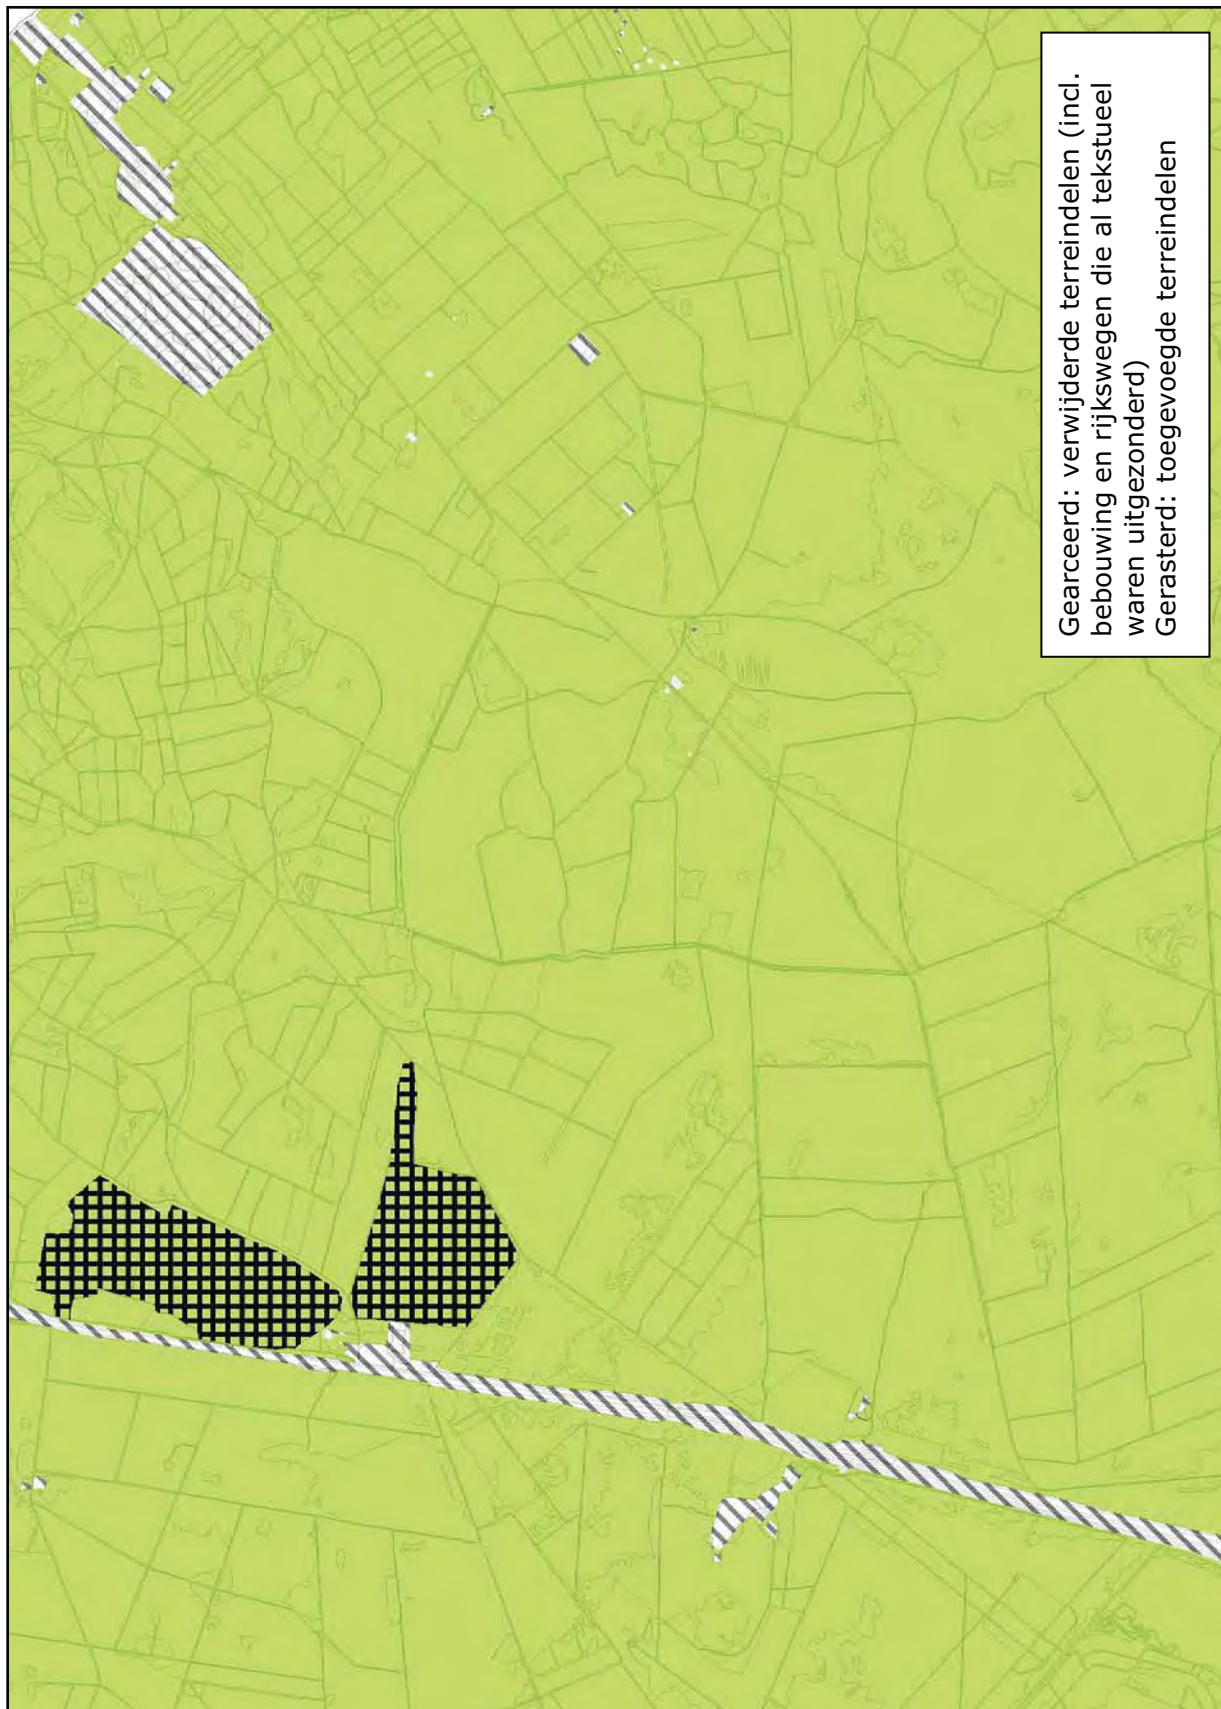 Gearceerd: verwijderde terreindelen (incl.
bebouwing en rijkswegen die al tekstueel
waren uitgezonderd)
Gerasterd: toegevoegde terreindelen